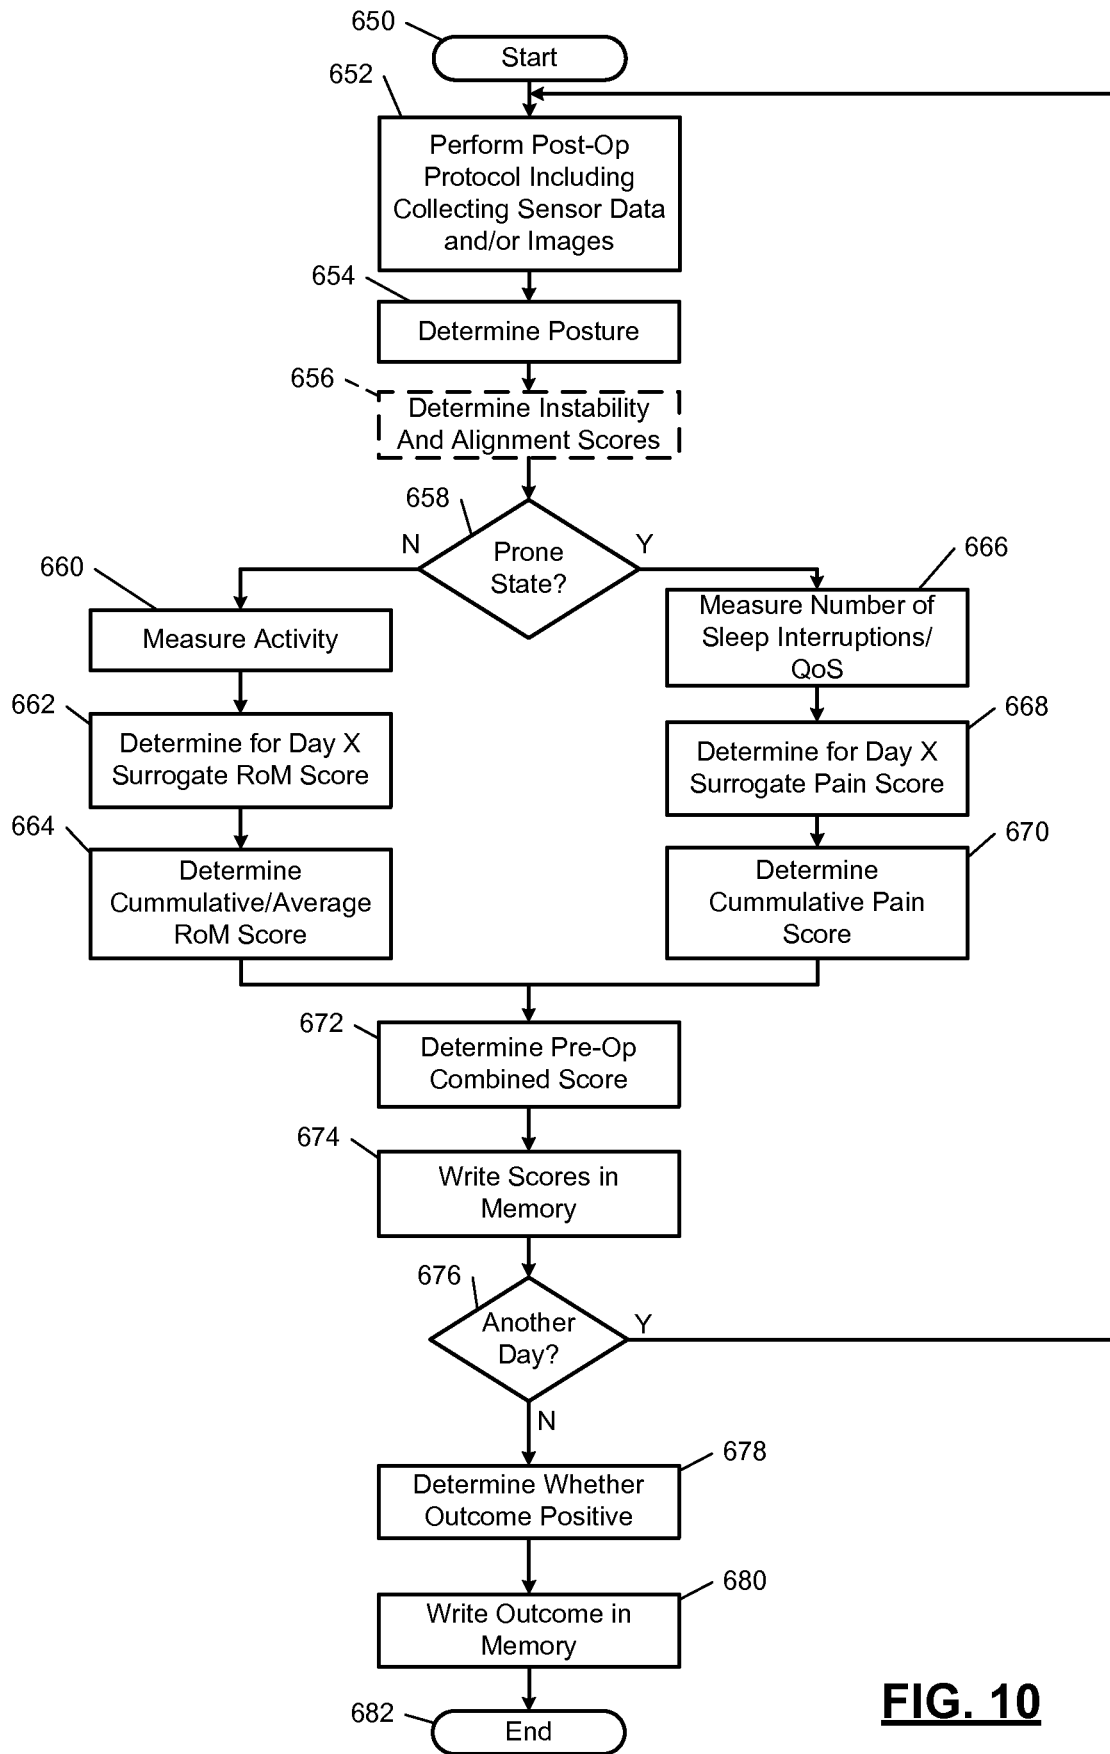 650
Start
652
Perform Post-Op
Protocol Including
Collecting Sensor Data
and/or Images
654
Determine Posture
656
Determine Instability
And Alignment Scores
658
Prone
State?
N
Y
660
Measure Activity
662
Determine for Day X
Surrogate RoM Score
664
Determine
Cummulative/Average
RoM Score
666
Measure Number of
Sleep Interruptions/
QoS
668
Determine for Day X
Surrogate Pain Score
670
Determine
Cummulative Pain
Score
672
Determine Pre-Op
Combined Score
674
Write Scores in
Memory
676
Another
Day?
Y
N
678
Determine Whether
Outcome Positive
680
Write Outcome in
Memory
682
End
FIG. 10